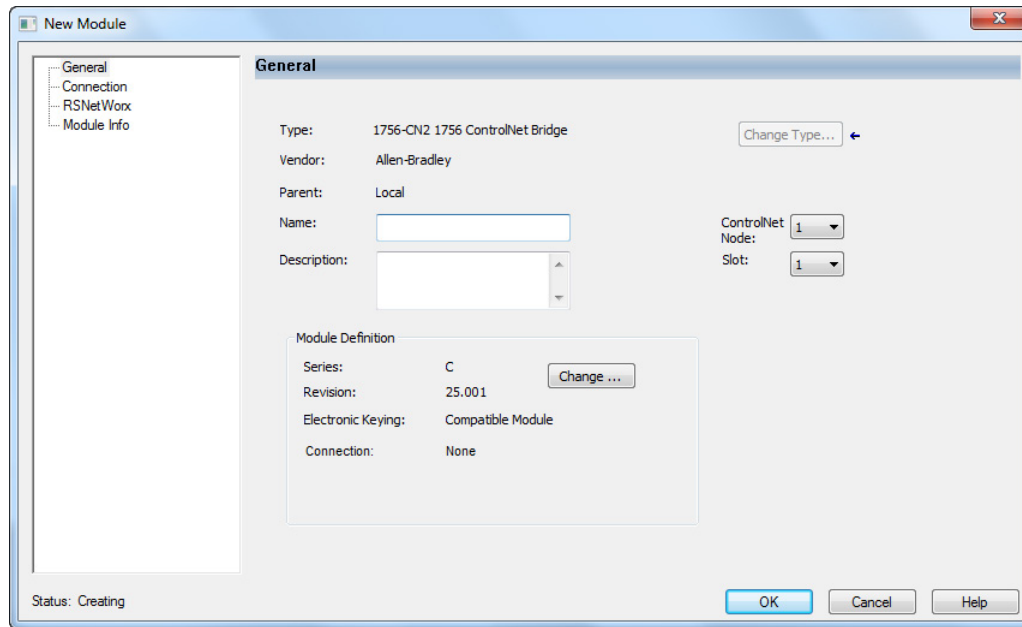 New Module
General
Connection
RSNetWorx
Module Info
General
Type: 1756-CN2 1756 ControlNet Bridge
Change Type...
Vendor: Allen-Bradley
Parent: Local
Name:
ControlNet
Node: 1
Description:
Slot: 1
Module Definition
Series: C
Change ...
Revision: 25.001
Electronic Keying: Compatible Module
Connection: None
Status: Creating
OK Cancel Help